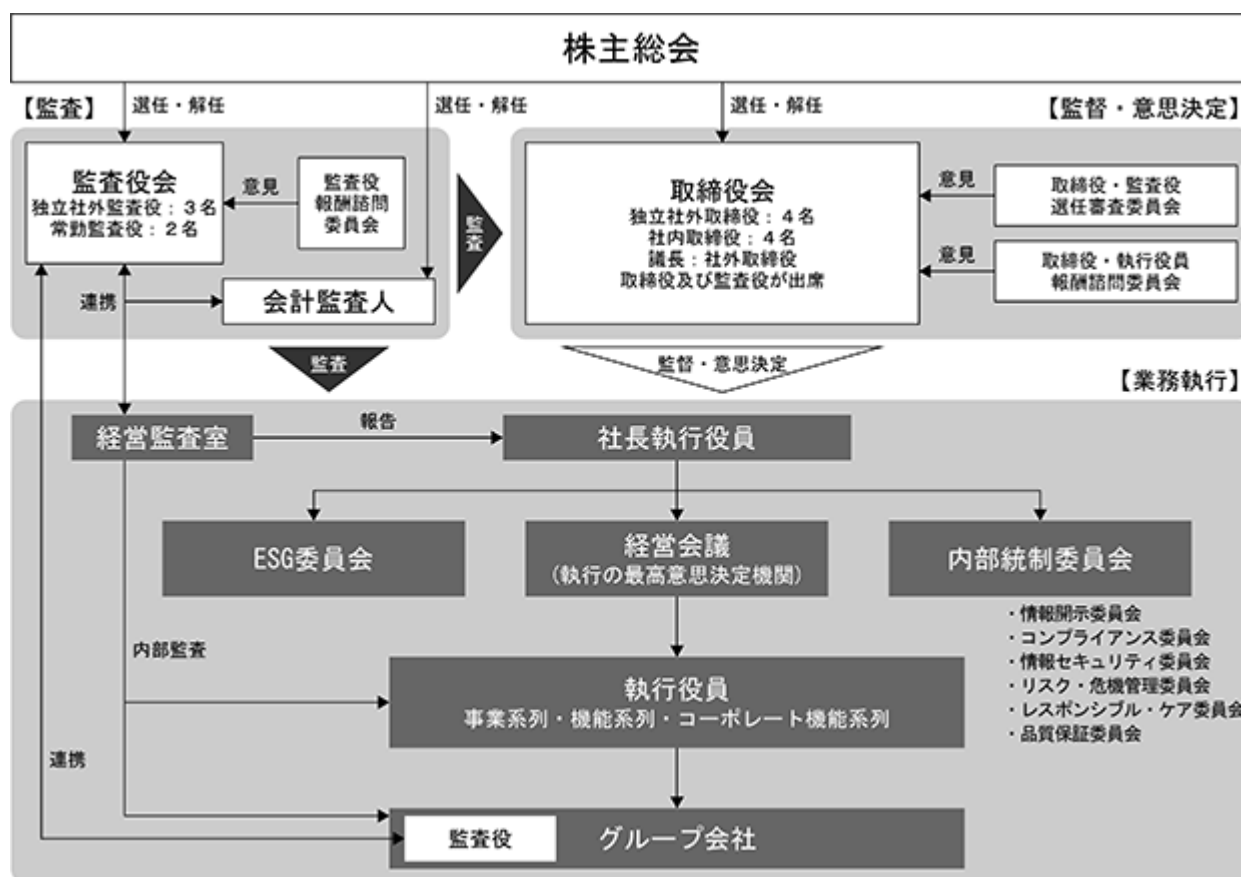 株主総会
【監査】
選任・解任
選任・解任
選任・解任
【監督・意思決定】
監査役会
独立社外監査役：３名
常勤監査役：２名
意見
監査役
報酬諮問
委員会
連携
会計監査人
監査
取締役会
独立社外取締役：４名
社内取締役：４名
議長：社外取締役
取締役及び監査役が出席
意見
取締役・監査役
選任審査委員会
意見
取締役・執行役員
報酬諮問委員会
監査
監督・意思決定
【業務執行】
経営監査室
報告
社長執行役員
ESG委員会
経営会議
（執行の最高意思決定機関）
内部統制委員会
・情報開示委員会
・コンプライアンス委員会
・情報セキュリティ委員会
・リスク・危機管理委員会
・レスポンシブル・ケア委員会
・品質保証委員会
内部監査
執行役員
事業系列・機能系列・コーポレート機能系列
連携
監査役
グループ会社